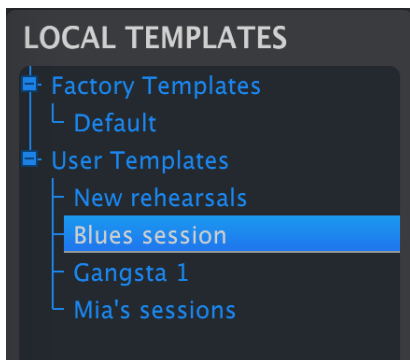 LOCAL TEMPLATES
Factory Templates
Default
User Templates
New rehearsals
Blues session
Gangsta 1
Mia's sessions